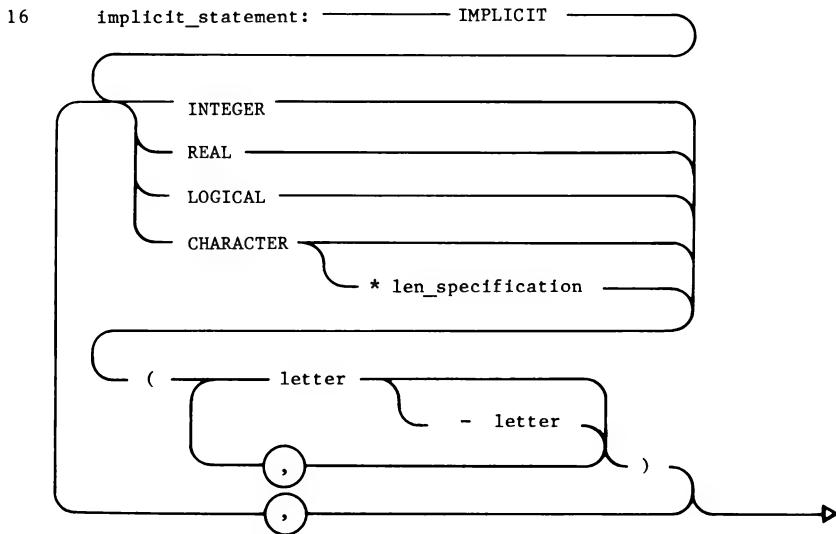 16 implicit_statement: IMPLICIT
INTEGER
REAL
LOGICAL
CHARACTER
* len_specification
( letter
- letter
, )
,